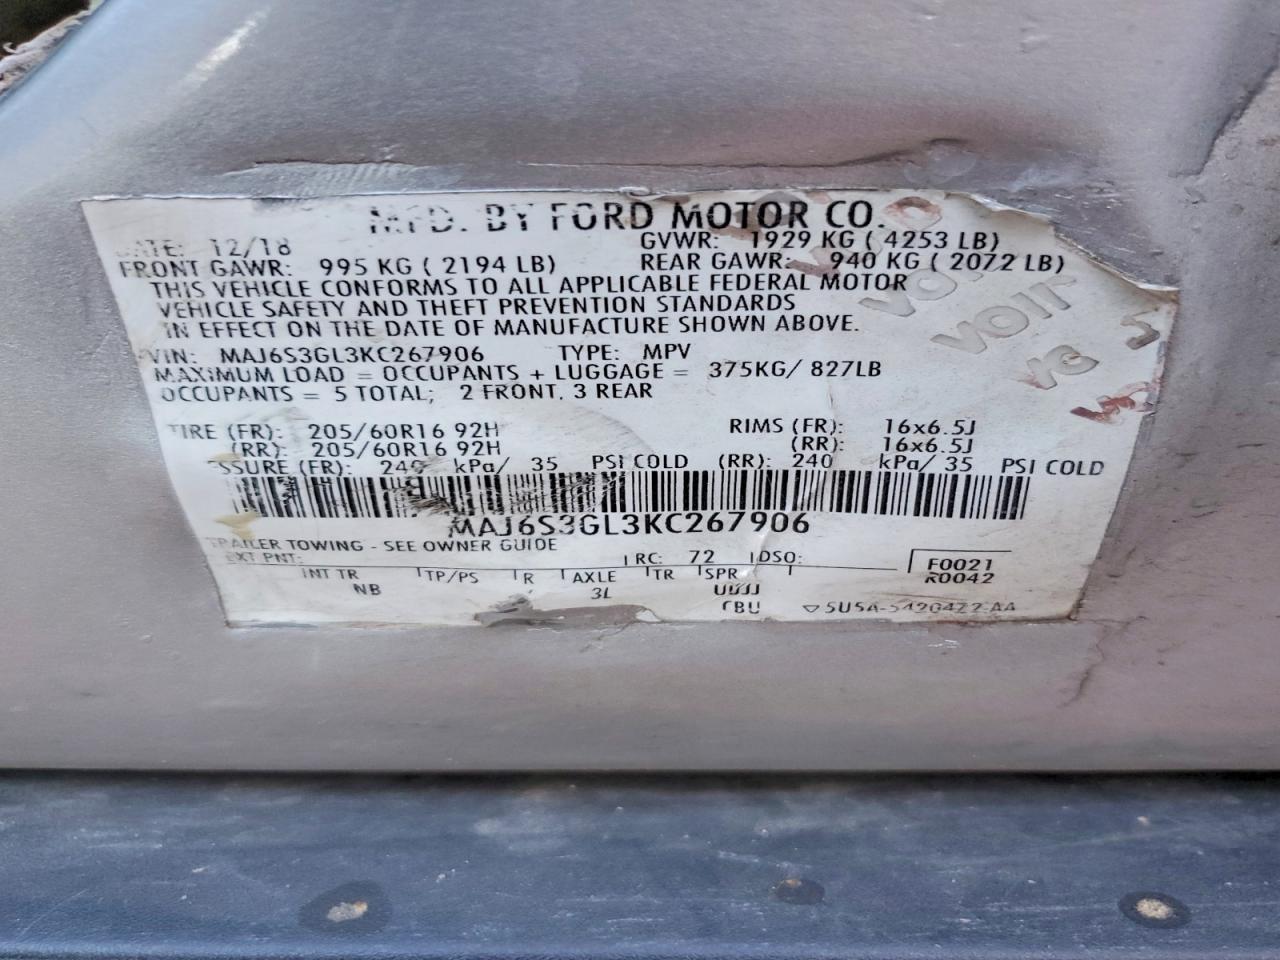 MFD. BY FORD MOTOR CO.
DATE: 12/18 GVWR: 1929 KG ( 4253 LB)
FRONT GAWR: 995 KG ( 2194 LB) REAR GAWR: 940 KG ( 2072 LB)
THIS VEHICLE CONFORMS TO ALL APPLICABLE FEDERAL MOTOR
VEHICLE SAFETY AND THEFT PREVENTION STANDARDS
IN EFFECT ON THE DATE OF MANUFACTURE SHOWN ABOVE.
VIN: MAJ6S3GL3KC267906 TYPE: MPV
MAXIMUM LOAD = OCCUPANTS + LUGGAGE = 375KG/ 827LB
OCCUPANTS = 5 TOTAL; 2 FRONT, 3 REAR
TIRE (FR): 205/60R16 92H RIMS (FR): 16x6.5J
(RR): 205/60R16 92H (RR): 16x6.5J
SSURE (FR): 240 kPa/ 35 PSI COLD (RR): 240 kPa/ 35 PSI COLD
MAJ6S3GL3KC267906
TRAILER TOWING - SEE OWNER GUIDE
EXT PNT: RC: 72 DSO: F0021
R0042
INT TR TP/PS R AXLE TR SPR
NB 3L UUJJ
CBU
VOID